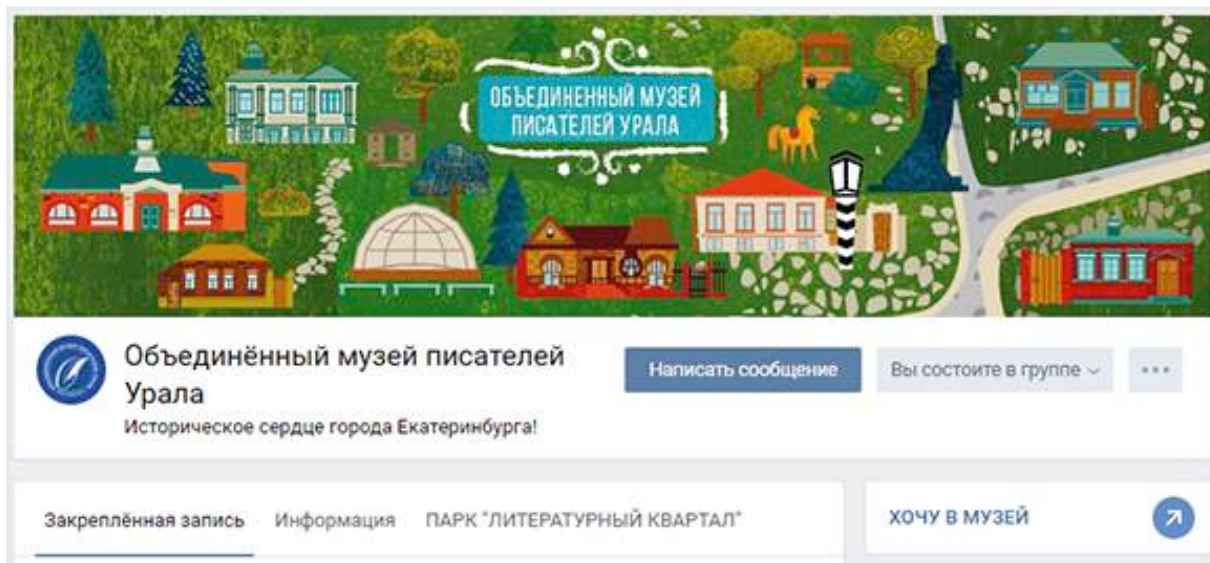 ОБЪЕДИНЕННЫЙ МУЗЕЙ
ПИСАТЕЛЕЙ УРАЛА
Объединённый музей писателей
Урала
Историческое сердце города Екатеринбурга!
Написать сообщение
Вы состоите в группе
Закреплённая запись Информация ПАРК "ЛИТЕРАТУРНЫЙ КВАРТАЛ"
ХОЧУ В МУЗЕЙ